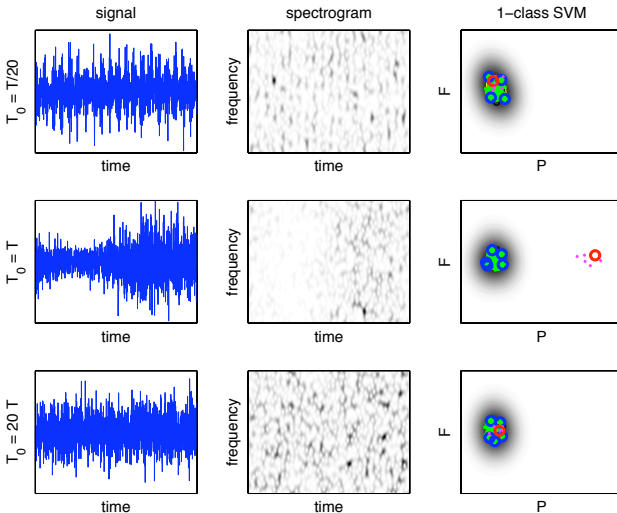 signal
spectrogram
1−class SVM
T₀ = T/20
time
frequency
time
F
P
T₀ = T
time
frequency
time
F
P
T₀ = 20 T
time
frequency
time
F
P